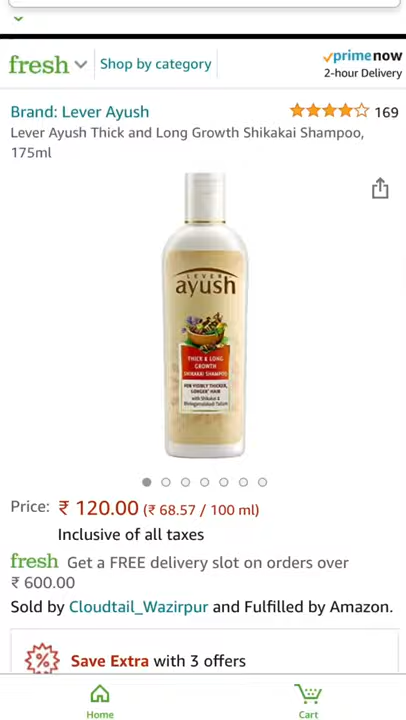 fresh Shop by category
prime now
2-hour Delivery
Brand: Lever Ayush 169
Lever Ayush Thick and Long Growth Shikakai Shampoo,
175ml
LEVER
ayush
THICK & LONG
GROWTH
SHIKAKAI SHAMPOO
FOR VISIBLY THICKER,
LONGER* HAIR
with Shikakai &
Bhringamalakadi Tailam
Price: ₹ 120.00 (₹ 68.57 / 100 ml)
Inclusive of all taxes
fresh Get a FREE delivery slot on orders over
₹ 600.00
Sold by Cloudtail_Wazirpur and Fulfilled by Amazon.
% Save Extra with 3 offers
Home Cart